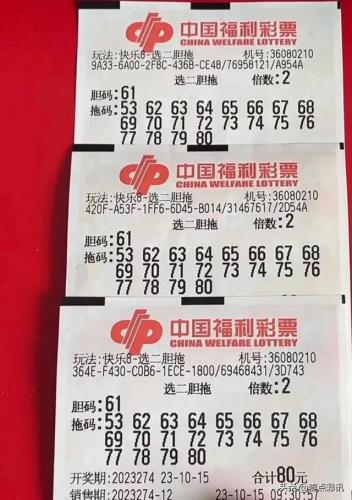 中国福利彩票
CHINA WELFARE LOTTERY
玩法:快乐8-选二胆拖 机号:36080210
9A33-6A00-2F8C-436B-CE48/76958121/A954A
选二胆拖 倍数:2
胆码:61
拖码:53 62 63 64 65 66 67 68
69 70 71 72 73 74 75 76
77 78 79 80
中国福利彩票
CHINA WELFARE LOTTERY
玩法:快乐8-选二胆拖 机号:36080210
420F-A53F-1FF6-6D45-B014/31467617/2D54A
选二胆拖 倍数:2
胆码:61
拖码:53 62 63 64 65 66 67 68
69 70 71 72 73 74 75 76
77 78 79 80
中国福利彩票
CHINA WELFARE LOTTERY
玩法:快乐8-选二胆拖 机号:36080210
364E-F430-C0B6-1ECE-1800/69468431/3D743
选二胆拖 倍数:2
胆码:61
拖码:53 62 63 64 65 66 67 68
69 70 71 72 73 74 75 76
77 78 79 80
开奖期:2023274 23-10-15 合计80元
销售期:2023274-12 23-10-15 09:30:57
头条